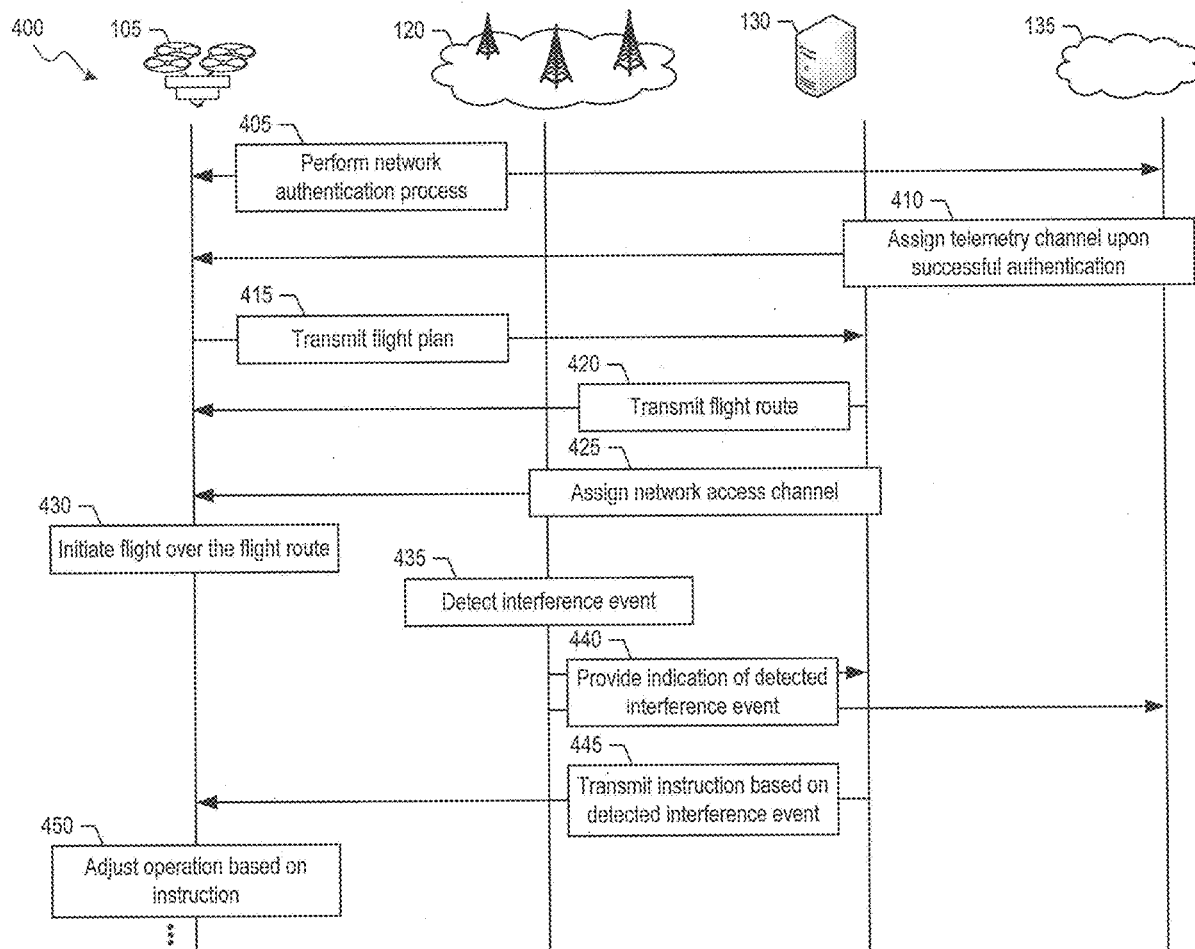 400
105
120
130
135
405
Perform network
authentication process
410
Assign telemetry channel upon
successful authentication
415
Transmit flight plan
420
Transmit flight route
425
Assign network access channel
430
Initiate flight over the flight route
435
Detect interference event
440
Provide indication of detected
interference event
445
Transmit instruction based on
detected interference event
450
Adjust operation based on
instruction